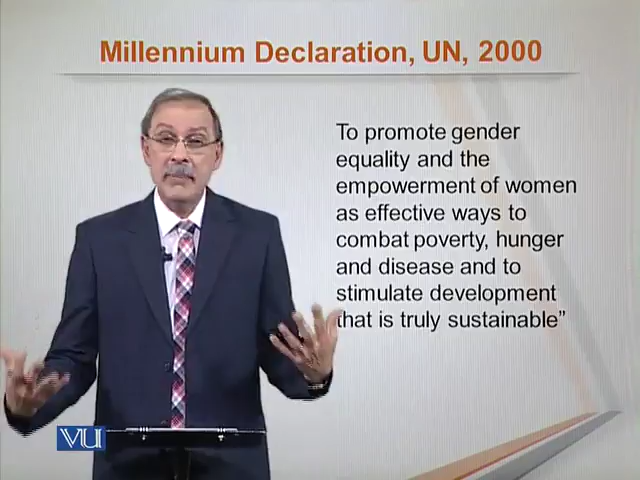 Millennium Declaration, UN, 2000
To promote gender
equality and the
empowerment of women
as effective ways to
combat poverty, hunger
and disease and to
stimulate development
that is truly sustainable”
VU